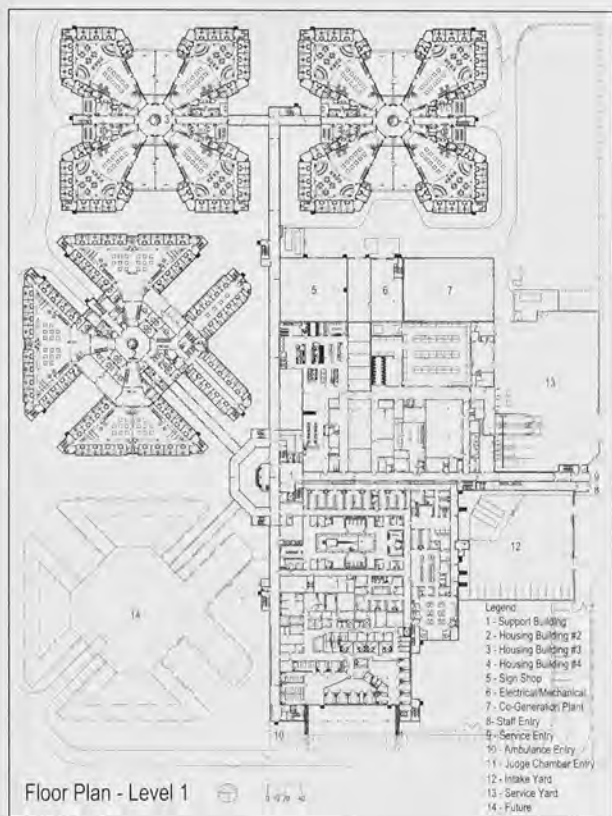 3
5
6
7
13
9
8
12
14
10
Legend
1 - Support Building
2 - Housing Building #2
3 - Housing Building #3
4 - Housing Building #4
5 - Sign Shop
6 - Electrical/Mechanical
7 - Co-Generation Plant
8- Staff Entry
9 - Service Entry
10 - Ambulance Entry
11 - Judge Chamber Entry
12 - Intake Yard
13 - Service Yard
14 - Future
Floor Plan - Level 1